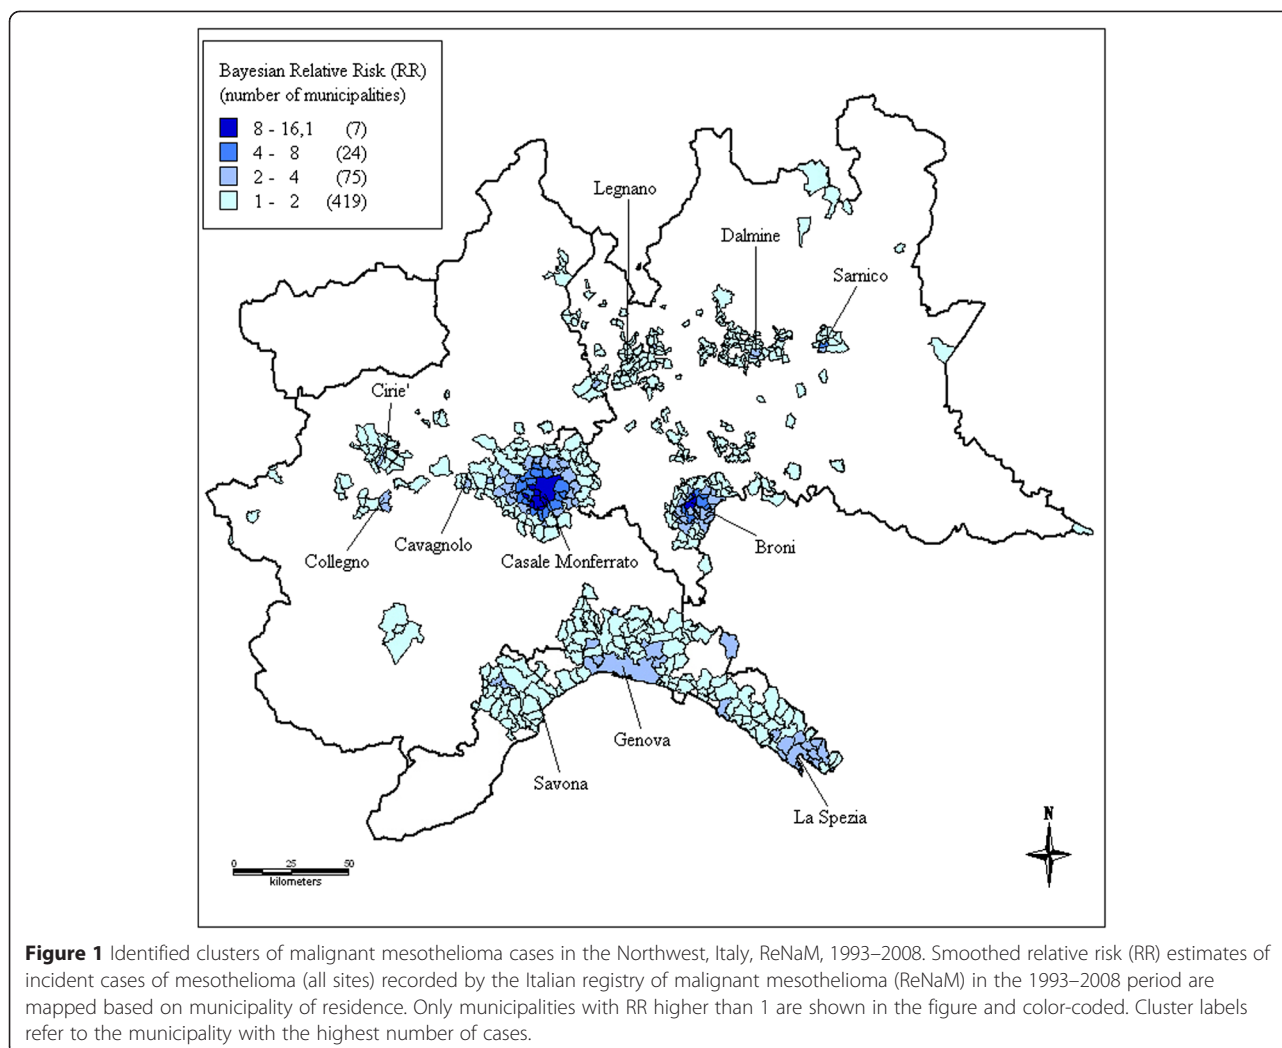 Bayesian Relative Risk (RR)
(number of municipalities)
8 - 16,1 (7)
4 - 8 (24)
2 - 4 (75)
1 - 2 (419)
Legnano
Dalmine
Sarnico
Cirie'
Collegno
Cavagnolo
Casale Monferrato
Broni
Genova
Savona
La Spezia
N
0 25 50
kilometers
Figure 1 Identified clusters of malignant mesothelioma cases in the Northwest, Italy, ReNaM, 1993–2008. Smoothed relative risk (RR) estimates of
incident cases of mesothelioma (all sites) recorded by the Italian registry of malignant mesothelioma (ReNaM) in the 1993–2008 period are
mapped based on municipality of residence. Only municipalities with RR higher than 1 are shown in the figure and color-coded. Cluster labels
refer to the municipality with the highest number of cases.